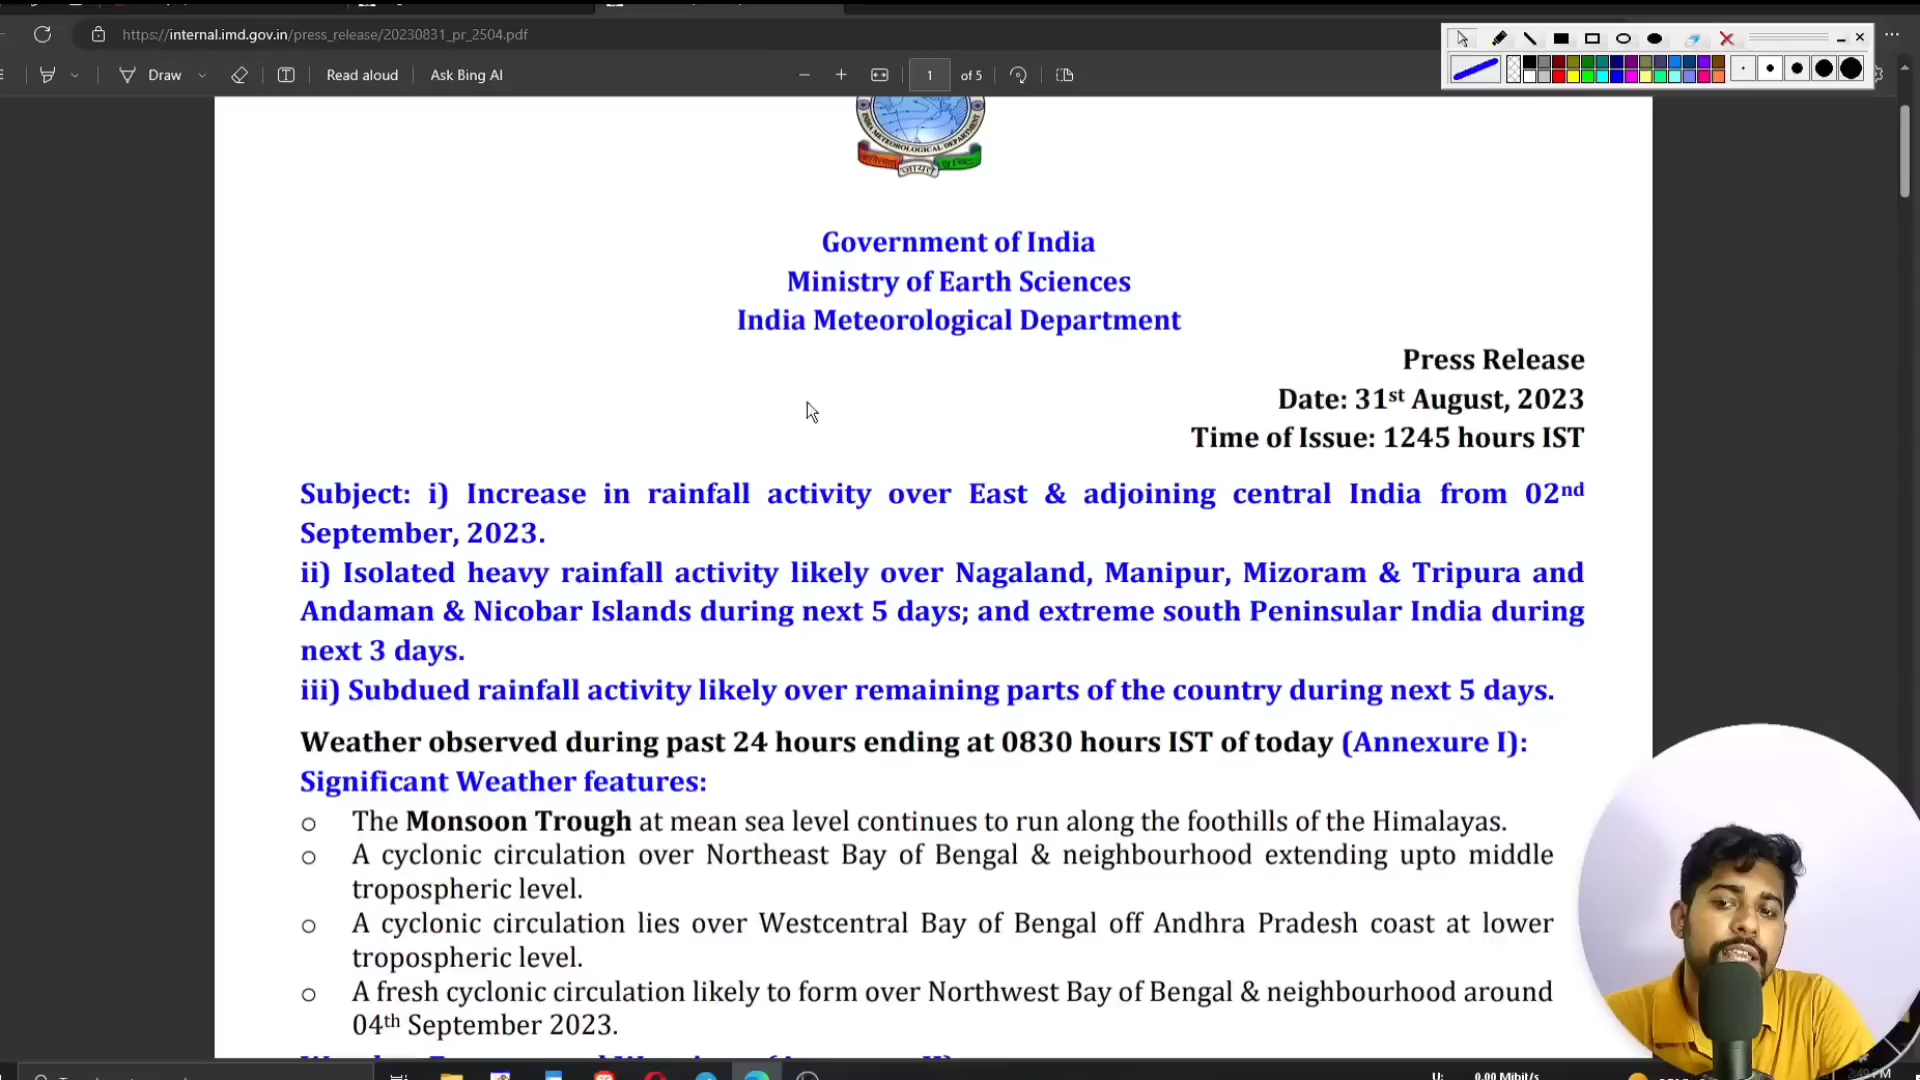 https://internal.imd.gov.in/press_release/20230831_pr_2504.pdf
Draw
Read aloud
Ask Bing AI
1 of 5
INDIA METEOROLOGICAL DEPARTMENT
Government of India
Ministry of Earth Sciences
India Meteorological Department
Press Release
Date: 31st August, 2023
Time of Issue: 1245 hours IST
Subject: i) Increase in rainfall activity over East & adjoining central India from 02nd
September, 2023.
ii) Isolated heavy rainfall activity likely over Nagaland, Manipur, Mizoram & Tripura and
Andaman & Nicobar Islands during next 5 days; and extreme south Peninsular India during
next 3 days.
iii) Subdued rainfall activity likely over remaining parts of the country during next 5 days.
Weather observed during past 24 hours ending at 0830 hours IST of today (Annexure I):
Significant Weather features:
o The Monsoon Trough at mean sea level continues to run along the foothills of the Himalayas.
o A cyclonic circulation over Northeast Bay of Bengal & neighbourhood extending upto middle
tropospheric level.
o A cyclonic circulation lies over Westcentral Bay of Bengal off Andhra Pradesh coast at lower
tropospheric level.
o A fresh cyclonic circulation likely to form over Northwest Bay of Bengal & neighbourhood around
04th September 2023.
U: 0.00 Mibit/s